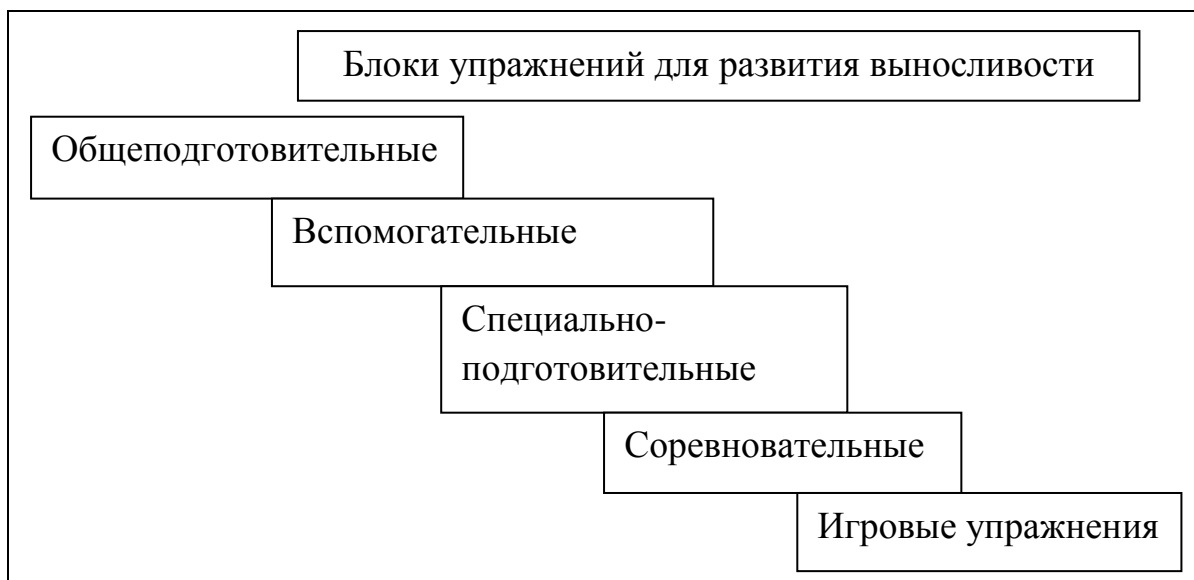 Блоки упражнений для развития выносливости
Общеподготовительные
Вспомогательные
Специально-
подготовительные
Соревновательные
Игровые упражнения